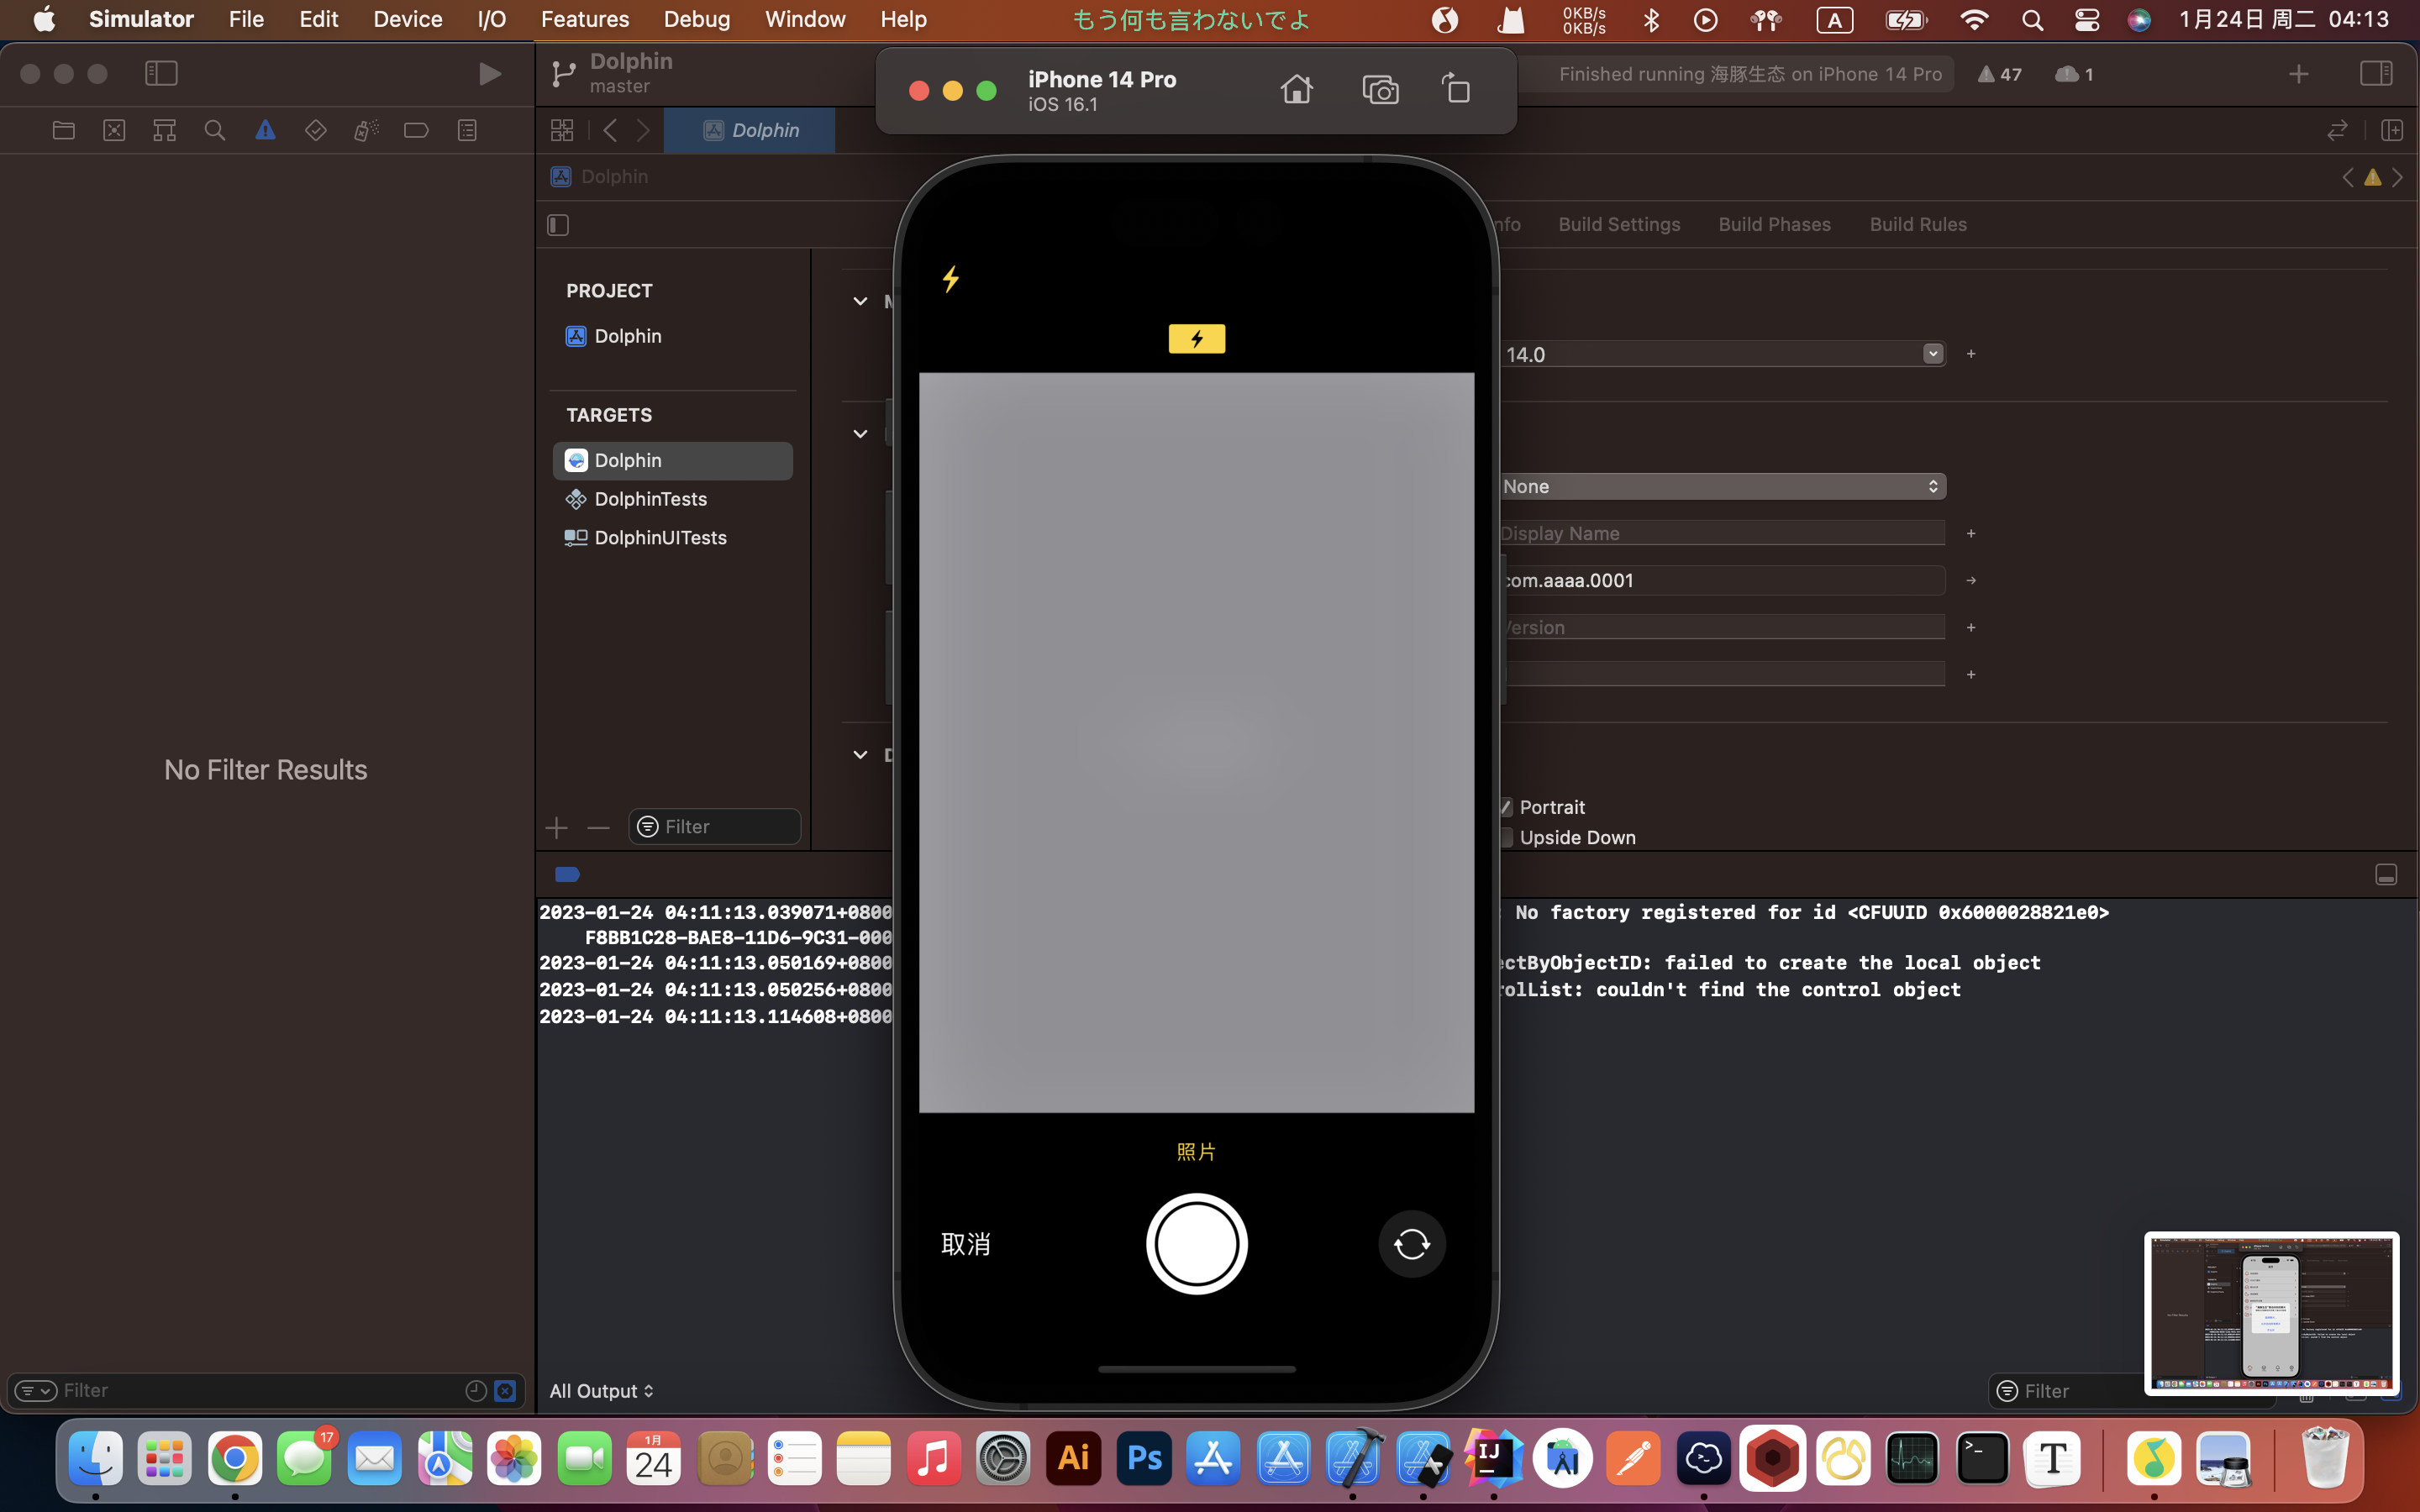 Simulator File Edit Device I/O Features Debug Window Help もう何も言わないでよ 0KB/s 0KB/s A 1月24日 周二 04:13
Dolphin
master
iPhone 14 Pro
iOS 16.1
Finished running 海豚生态 on iPhone 14 Pro 47 1
Dolphin
Dolphin
nfo Build Settings Build Phases Build Rules
PROJECT
Dolphin
TARGETS
Dolphin
DolphinTests
DolphinUITests
Filter
No Filter Results
14.0
None
Display Name
com.aaaa.0001
Version
Portrait
Upside Down
照片
取消
2023-01-24 04:11:13.039071+0800 : No factory registered for id <CFUUID 0x6000028821e0>
F8BB1C28-BAE8-11D6-9C31-000
2023-01-24 04:11:13.050169+0800 ectByObjectID: failed to create the local object
2023-01-24 04:11:13.050256+0800 rolList: couldn't find the control object
2023-01-24 04:11:13.114608+0800
Filter
All Output
Filter
17
1月
24
Ai
Ps
IJ
T